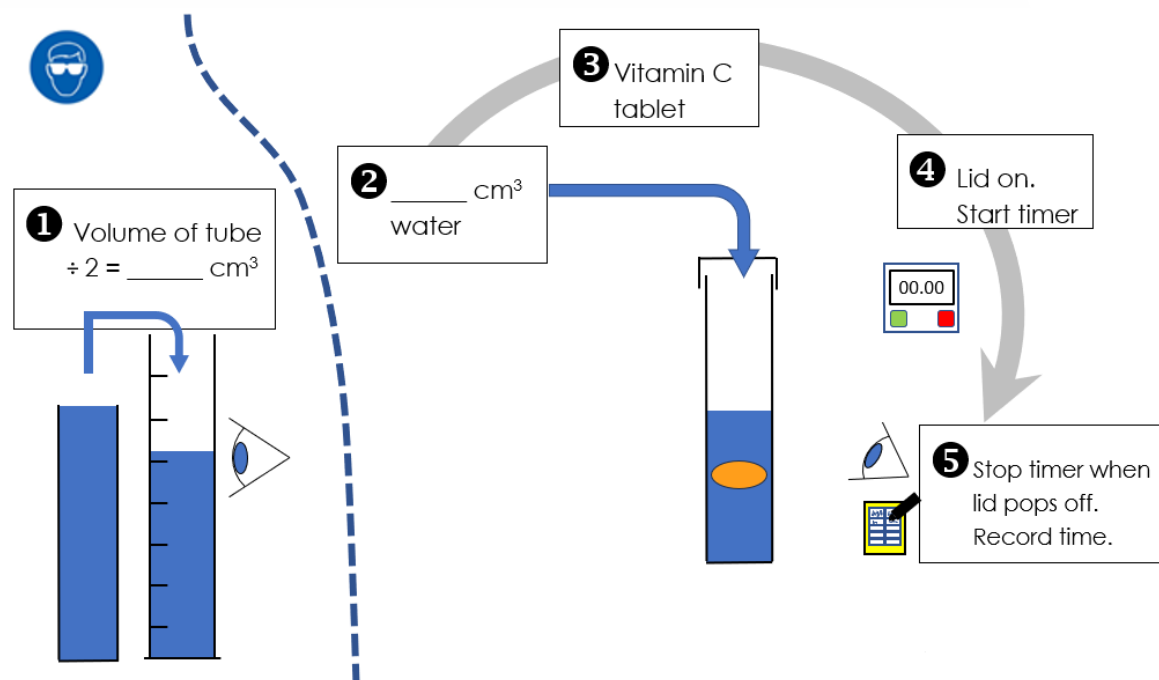 ❶ Volume of tube
÷ 2 = ______ cm³
❷ ______ cm³
water
❸ Vitamin C
tablet
❹ Lid on.
Start timer
00.00
❺ Stop timer when
lid pops off.
Record time.